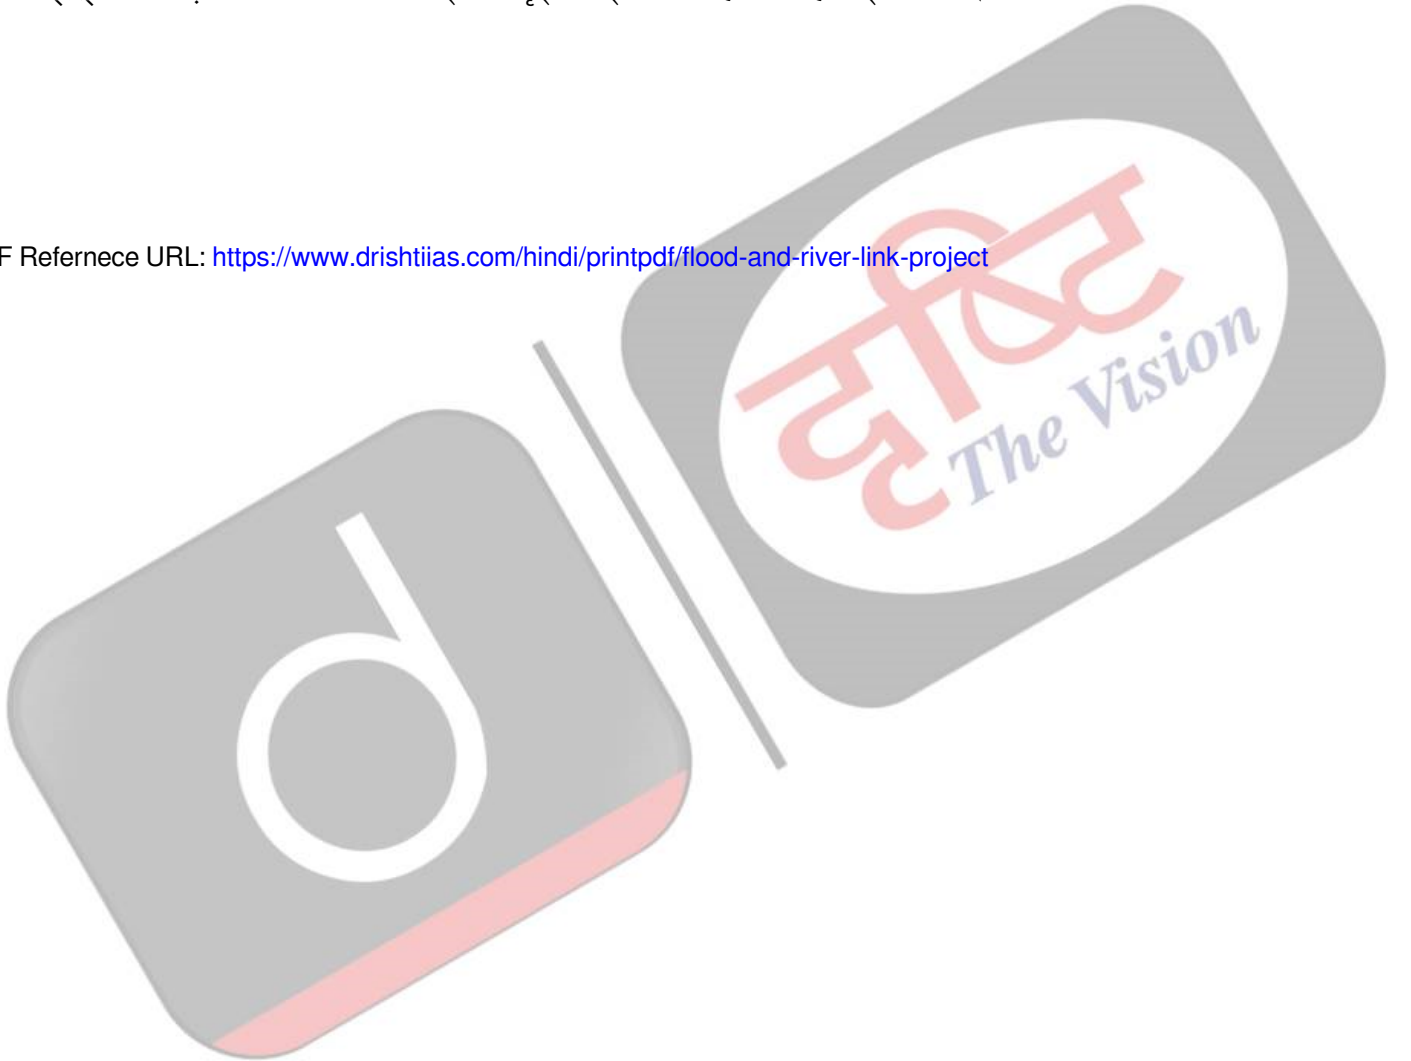 F Refernece URL: https://www.drishtiias.com/hindi/printpdf/flood-and-river-link-project
दृष्टि
The Vision
d